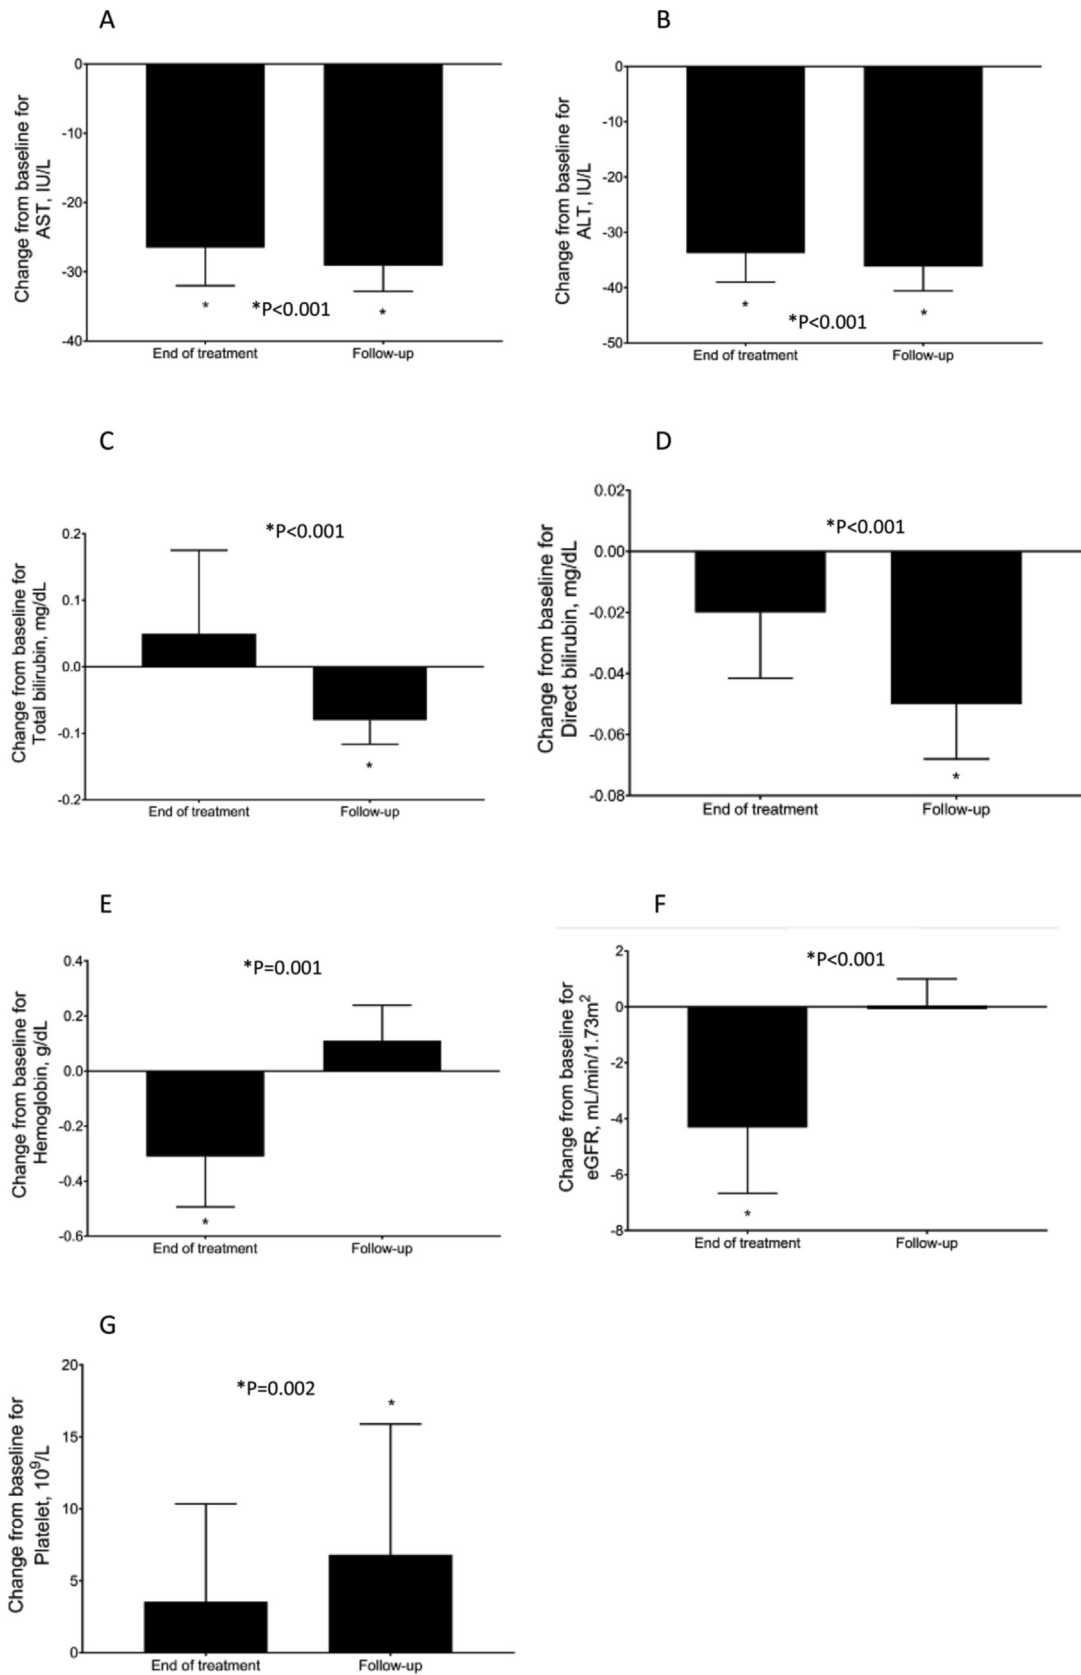 A
Change from baseline for
AST, IU/L
0
-10
-20
-30
-40
*
*P<0.001
*
End of treatment
Follow-up
B
Change from baseline for
ALT, IU/L
0
-10
-20
-30
-40
-50
*
*P<0.001
*
End of treatment
Follow-up
C
Change from baseline for
Total bilirubin, mg/dL
0.2
0.1
0.0
-0.1
-0.2
*P<0.001
*
End of treatment
Follow-up
D
Change from baseline for
Direct bilirubin, mg/dL
0.02
0.00
-0.02
-0.04
-0.06
-0.08
*P<0.001
*
End of treatment
Follow-up
E
Change from baseline for
Hemoglobin, g/dL
0.4
0.2
0.0
-0.2
-0.4
-0.6
*P=0.001
*
End of treatment
Follow-up
F
Change from baseline for
eGFR, mL/min/1.73m²
2
0
-2
-4
-6
-8
*P<0.001
*
End of treatment
Follow-up
G
Change from baseline for
Platelet, 10⁹/L
20
15
10
5
0
*P=0.002
*
End of treatment
Follow-up